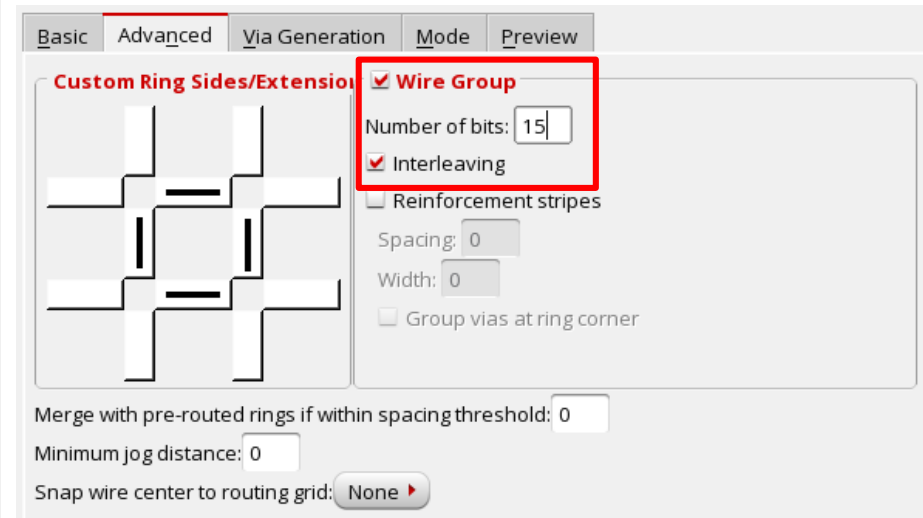 Basic Advanced Via Generation Mode Preview
Custom Ring Sides/Extension
Wire Group
Number of bits: 15
Interleaving
Reinforcement stripes
Spacing: 0
Width: 0
Group vias at ring corner
Merge with pre-routed rings if within spacing threshold: 0
Minimum jog distance: 0
Snap wire center to routing grid: None